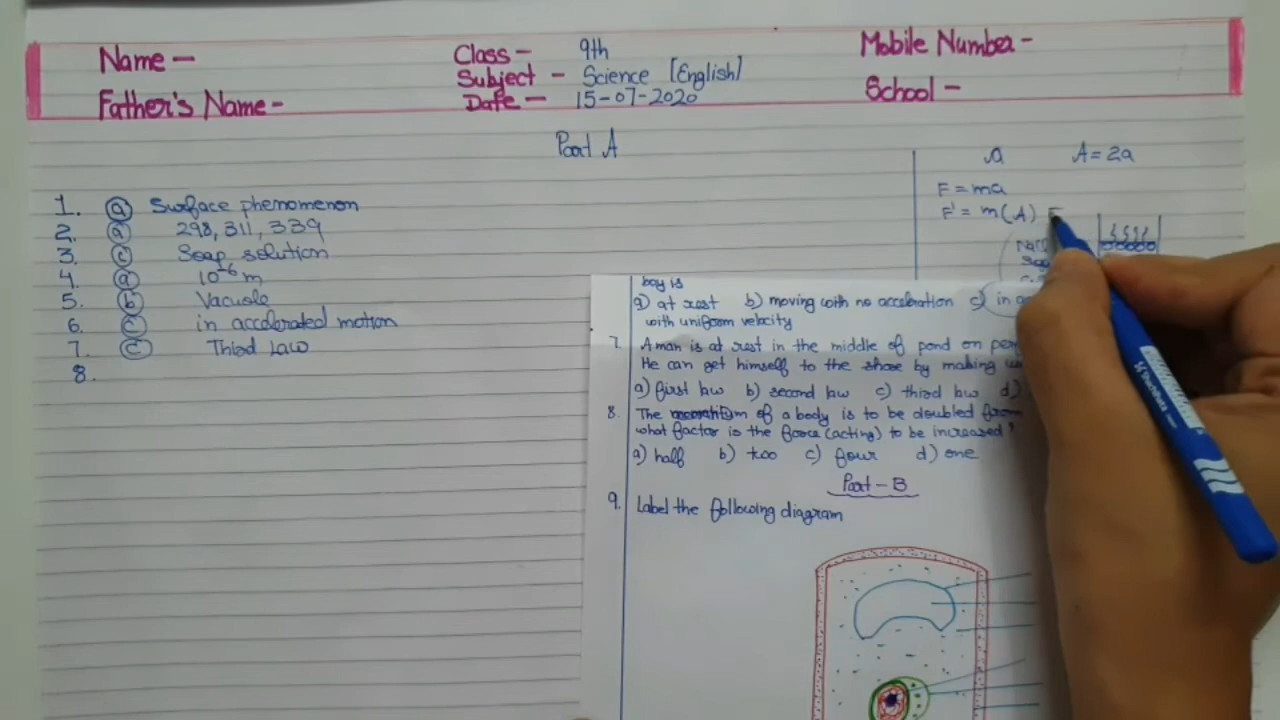 Name -
Class - 9th
Mobile Number -
Subject - Science [English]
Father's Name -
Date - 15-07-2020
School -
Part A
a A = 2a
F = ma
F' = m(A)
1. (a) Surface phenomenon
2. (a) 298, 311, 339
3. (c) Soap solution
4. (a) 10-6 m
5. (b) Vacuole
6. (c) in accelerated motion
7. (c) Third Law
8.
boy is
a) at rest b) moving with no accelration c) in
with uniform velocity
7. A man is at rest in the middle of pond on
He can get himself to the shore by making
a) first law b) second law c) third law d)
8. The of a body is to be doubled from
what factor is the force (acting) to be increased?
a) half b) two c) four d) one
Part - B
9. Label the following diagram